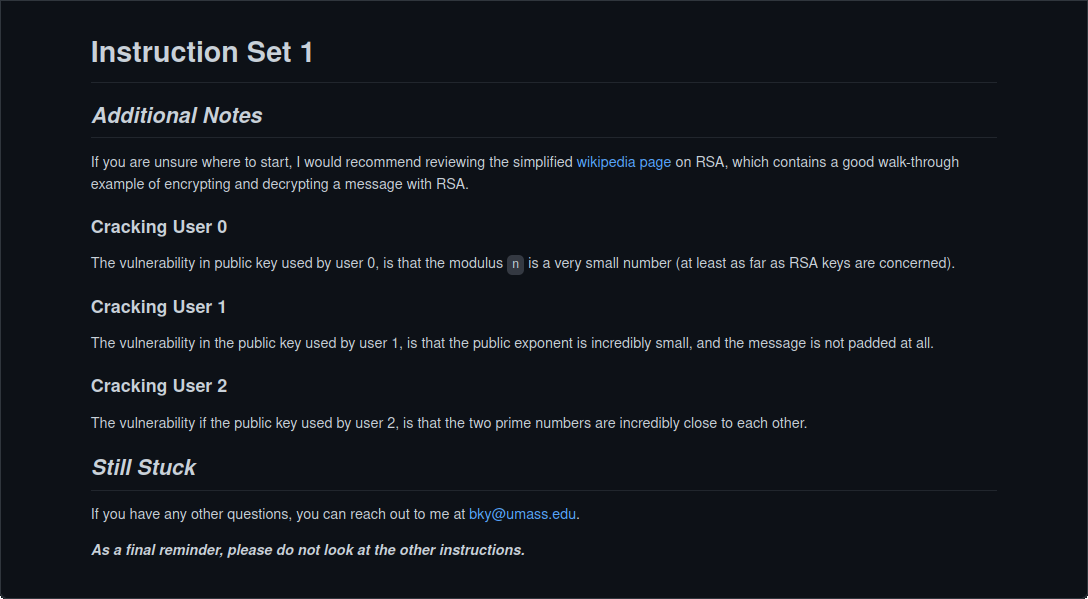 Instruction Set 1
Additional Notes
If you are unsure where to start, I would recommend reviewing the simplified wikipedia page on RSA, which contains a good walk-through
example of encrypting and decrypting a message with RSA.
Cracking User 0
The vulnerability in public key used by user 0, is that the modulus n is a very small number (at least as far as RSA keys are concerned).
Cracking User 1
The vulnerability in the public key used by user 1, is that the public exponent is incredibly small, and the message is not padded at all.
Cracking User 2
The vulnerability if the public key used by user 2, is that the two prime numbers are incredibly close to each other.
Still Stuck
If you have any other questions, you can reach out to me at bky@umass.edu.
As a final reminder, please do not look at the other instructions.